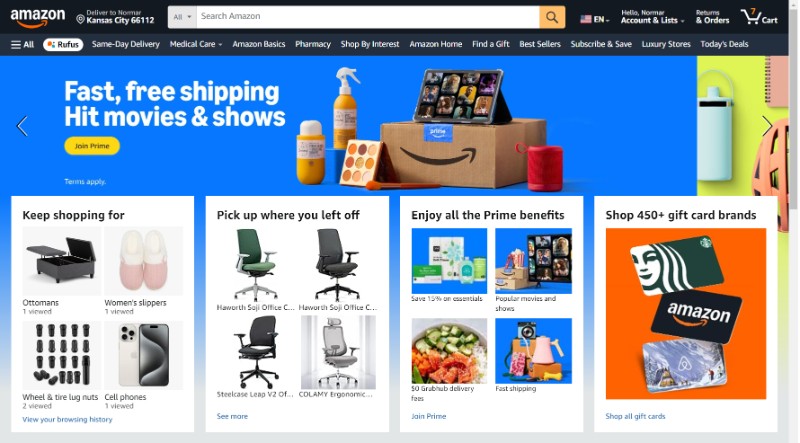 amazon
Deliver to Normar
Kansas City 66112
All
Search Amazon
EN
Hello, Normar
Account & Lists
Returns
& Orders
7
Cart
All
Rufus
Same-Day Delivery
Medical Care
Amazon Basics
Pharmacy
Shop By Interest
Amazon Home
Find a Gift
Best Sellers
Subscribe & Save
Luxury Stores
Today's Deals
Fast, free shipping
Hit movies & shows
Join Prime
Terms apply.
prime
Keep shopping for
Ottomans
1 viewed
Women's slippers
1 viewed
Wheel & tire lug nuts
2 viewed
Cell phones
1 viewed
View your browsing history
Pick up where you left off
Haworth Soji Office C...
Haworth Soji Office C...
Steelcase Leap V2 Of...
COLAMY Ergonomic...
See more
Enjoy all the Prime benefits
Save 15% on essentials
Popular movies and
shows
$0 Grubhub delivery
fees
Fast shipping
Join Prime
Shop 450+ gift card brands
amazon
Shop all gift cards